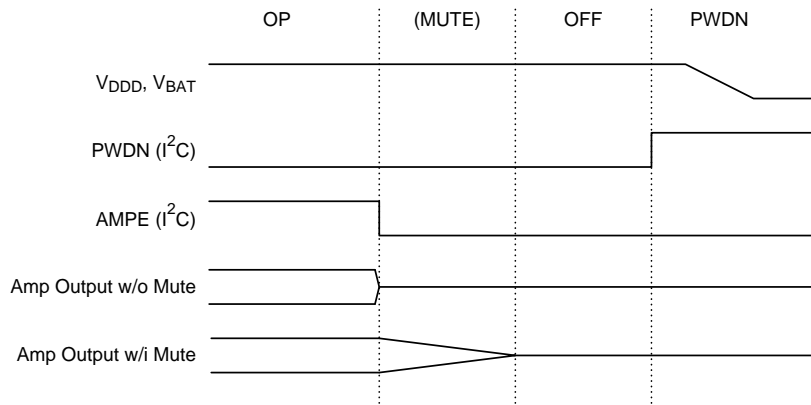 OP (MUTE) OFF PWDN
VDDD, VBAT
PWDN (I2C)
AMPE (I2C)
Amp Output w/o Mute
Amp Output w/i Mute